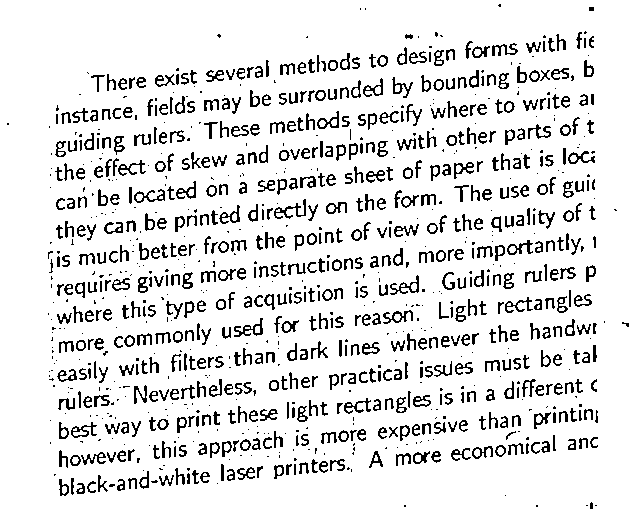 There exist several methods to design forms with fie
instance, fields may be surrounded by bounding boxes, b
guiding rulers. These methods specify where to write a
the effect of skew and overlapping with other parts of t
can be located on a separate sheet of paper that is loca
they can be printed directly on the form. The use of guid
is much better from the point of view of the quality of t
requires giving more instructions and, more importantly, r
where this type of acquisition is used. Guiding rulers p
more commonly used for this reason. Light rectangles
easily with filters than dark lines whenever the handwr
rulers. Nevertheless, other practical issues must be tak
best way to print these light rectangles is in a different c
however, this approach is more expensive than printing
black-and-white laser printers. A more economical and